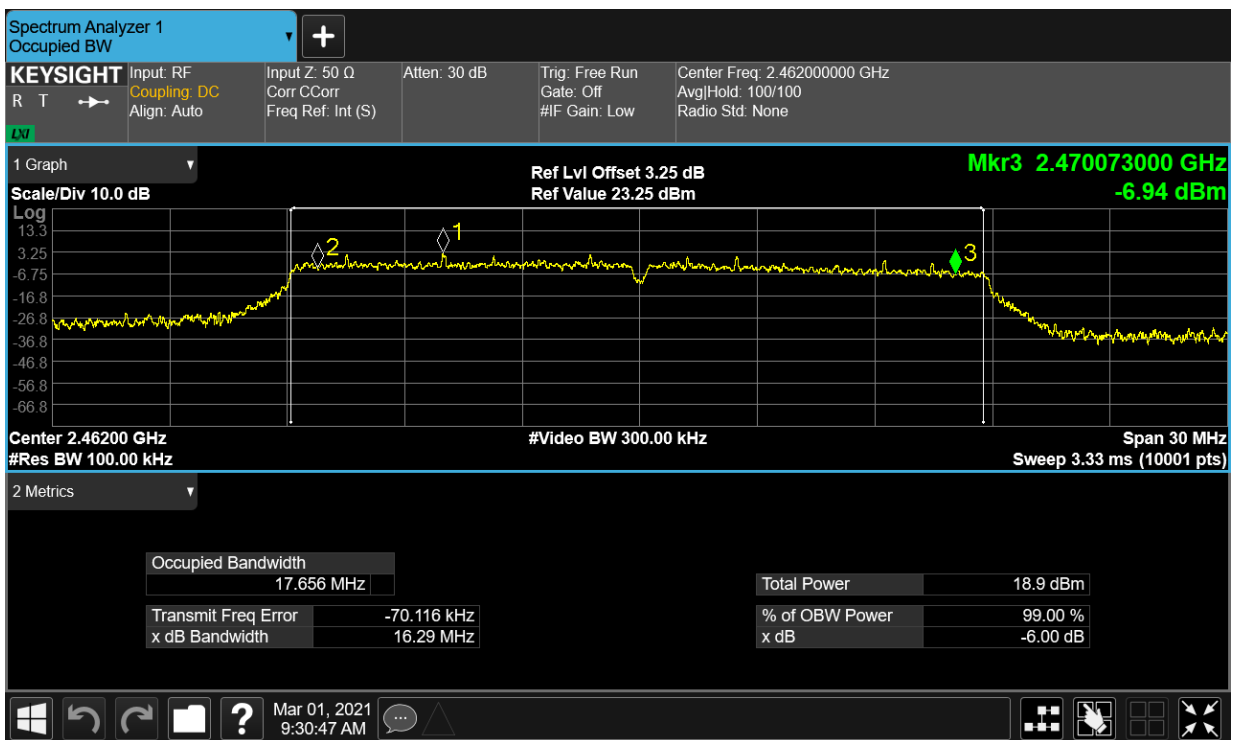 Spectrum Analyzer 1
Occupied BW
KEYSIGHT
R T
LXI
Input: RF
Coupling: DC
Align: Auto
Input Z: 50 Ω
Corr CCorr
Freq Ref: Int (S)
Atten: 30 dB
Trig: Free Run
Gate: Off
#IF Gain: Low
Center Freq: 2.462000000 GHz
Avg|Hold: 100/100
Radio Std: None
1 Graph
Scale/Div 10.0 dB
Ref Lvl Offset 3.25 dB
Ref Value 23.25 dBm
Mkr3 2.470073000 GHz
-6.94 dBm
Log
13.3
3.25
-6.75
-16.8
-26.8
-36.8
-46.8
-56.8
-66.8
2
1
3
Center 2.46200 GHz
#Video BW 300.00 kHz
Span 30 MHz
#Res BW 100.00 kHz
Sweep 3.33 ms (10001 pts)
2 Metrics
Occupied Bandwidth
17.656 MHz
Total Power 18.9 dBm
Transmit Freq Error -70.116 kHz
% of OBW Power 99.00 %
x dB Bandwidth 16.29 MHz
x dB -6.00 dB
?
Mar 01, 2021
9:30:47 AM